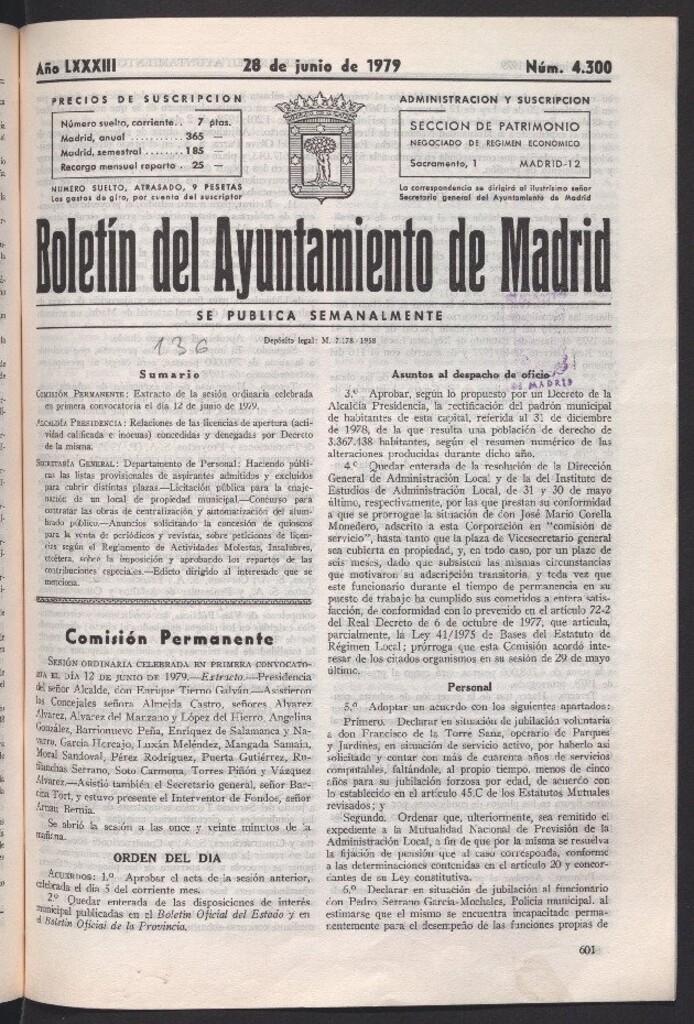 Año LXXXIII 28 de junio de 1979 Núm. 4.300
PRECIOS DE SUSCRIPCION
Número suelto, corriente.. 7 ptas.
Madrid, anual ........... 365 —
Madrid, semestral ....... 185 —
Recargo mensual reparto . 25 —
NUMERO SUELTO, ATRASADO, 9 PESETAS
Los gastos de giro, por cuenta del suscriptor
ADMINISTRACION Y SUSCRIPCION
SECCION DE PATRIMONIO
NEGOCIADO DE REGIMEN ECONOMICO
Sacramento, 1 MADRID-12
La correspondencia se dirigirá al ilustrísimo señor
Secretario general del Ayuntamiento de Madrid
Boletín del Ayuntamiento de Madrid
SE PUBLICA SEMANALMENTE
Depósito legal: M. 7.178-1958
136
DE MADRID
Sumario
COMISIÓN PERMANENTE: Extracto de la sesión ordinaria celebrada
en primera convocatoria el día 12 de junio de 1979.
ALCALDÍA PRESIDENCIA: Relaciones de las licencias de apertura (acti-
vidad calificada e inocuas) concedidas y denegadas por Decreto
de la misma.
SECRETARÍA GENERAL: Departamento de Personal: Haciendo públi-
cas las listas provisionales de aspirantes admitidos y excluidos
para cubrir distintas plazas.—Licitación pública para la enaje-
nación de un local de propiedad municipal.—Concurso para
contratar las obras de centralización y automatización del alum-
brado público.—Anuncios solicitando la concesión de quioscos
para la venta de periódicos y revistas, sobre peticiones de licen-
cias según el Reglamento de Actividades Molestas, Insalubres,
etcétera, sobre la imposición y aprobando los repartos de las
contribuciones especiales.—Edicto dirigido al interesado que se
menciona.
Comisión Permanente
SESIÓN ORDINARIA CELEBRADA EN PRIMERA CONVOCATO-
RIA EL DÍA 12 DE JUNIO DE 1979.—Extracto.—Presidencia
del señor Alcalde, don Enrique Tierno Galván.—Asistieron
los Concejales señora Almeida Castro, señores Alvarez
Alvarez, Alvarez del Manzano y López del Hierro, Angelina
González, Barrionuevo Peña, Enríquez de Salamanca y Na-
varro, García Horcajo, Luxán Meléndez, Mangada Samaín,
Moral Sandoval, Pérez Rodríguez, Puerta Gutiérrez, Ru-
Serrano, Soto Carmona, Torres Piñón y Vázquez
Alvarez.—Asistió también el Secretario general, señor Bar-
cina Tort, y estuvo presente el Interventor de Fondos, señor
Arnau Bernia.
Se abrió la sesión a las once y veinte minutos de la
mañana.
ORDEN DEL DIA
ACUERDOS: 1.º Aprobar el acta de la sesión anterior,
celebrada el día 5 del corriente mes.
2.º Quedar enterada de las disposiciones de interés
municipal publicadas en el Boletín Oficial del Estado y en
el Boletín Oficial de la Provincia.
Asuntos al despacho de oficio
3.º Aprobar, según lo propuesto por un Decreto de la
Alcaldía Presidencia, la rectificación del padrón municipal
de habitantes de esta capital, referida al 31 de diciembre
de 1978, de la que resulta una población de derecho de
3.367.438 habitantes, según el resumen numérico de las
alteraciones producidas durante dicho año.
4.º Quedar enterada de la resolución de la Dirección
General de Administración Local y de la del Instituto de
Estudios de Administración Local, de 31 y 30 de mayo
último, respectivamente, por las que prestan su conformidad
a que se prorrogue la situación de don José Mario Corella
Monedero, adscrito a esta Corporación en "comisión de
servicio", hasta tanto que la plaza de Vicesecretario general
sea cubierta en propiedad, y, en todo caso, por un plazo de
seis meses, dado que subsisten las mismas circunstancias
que motivaron su adscripción transitoria, y toda vez que
este funcionario durante el tiempo de permanencia en su
puesto de trabajo ha cumplido sus cometidos a entera satis-
facción, de conformidad con lo prevenido en el artículo 72-2
del Real Decreto de 6 de octubre de 1977, que articula,
parcialmente, la Ley 41/1975 de Bases del Estatuto de
Régimen Local; prórroga que esta Comisión acordó inte-
resar de los citados organismos en su sesión de 29 de mayo
último.
Personal
5.º Adoptar un acuerdo con los siguientes apartados:
Primero. Declarar en situación de jubilación voluntaria
a don Francisco de la Torre Sanz, operario de Parques
y Jardines, en situación de servicio activo, por haberlo así
solicitado y contar con más de cuarenta años de servicios
computables, faltándole, al propio tiempo, menos de cinco
años para su jubilación forzosa por edad, de acuerdo con
lo establecido en el artículo 45.C de los Estatutos Mutuales
revisados; y
Segundo. Ordenar que, ulteriormente, sea remitido el
expediente a la Mutualidad Nacional de Previsión de la
Administración Local, a fin de que por la misma se resuelva
la fijación de pensión que al caso corresponda, conforme
a las determinaciones contenidas en el artículo 20 y concor-
dantes de su Ley constitutiva.
6.º Declarar en situación de jubilación al funcionario
don Pedro Serrano García-Mochales, Policía municipal, al
estimarse que el mismo se encuentra incapacitado perma-
nentemente para el desempeño de las funciones propias de
601